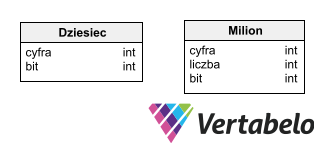 Dziesiec
cyfra int
bit int
Milion
cyfra int
liczba int
bit int
Vertabelo